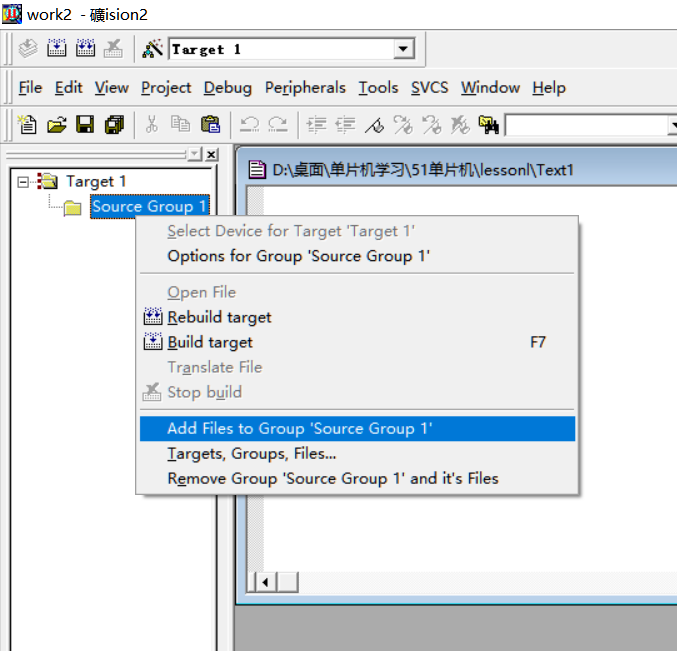 work2 - 礦ision2
Target 1
File Edit View Project Debug Peripherals Tools SVCS Window Help
Target 1
Source Group 1
D:\桌面\单片机学习\51单片机\lessonl\Text1
Select Device for Target 'Target 1'
Options for Group 'Source Group 1'
Open File
Rebuild target
Build target F7
Translate File
Stop build
Add Files to Group 'Source Group 1'
Targets, Groups, Files...
Remove Group 'Source Group 1' and it's Files